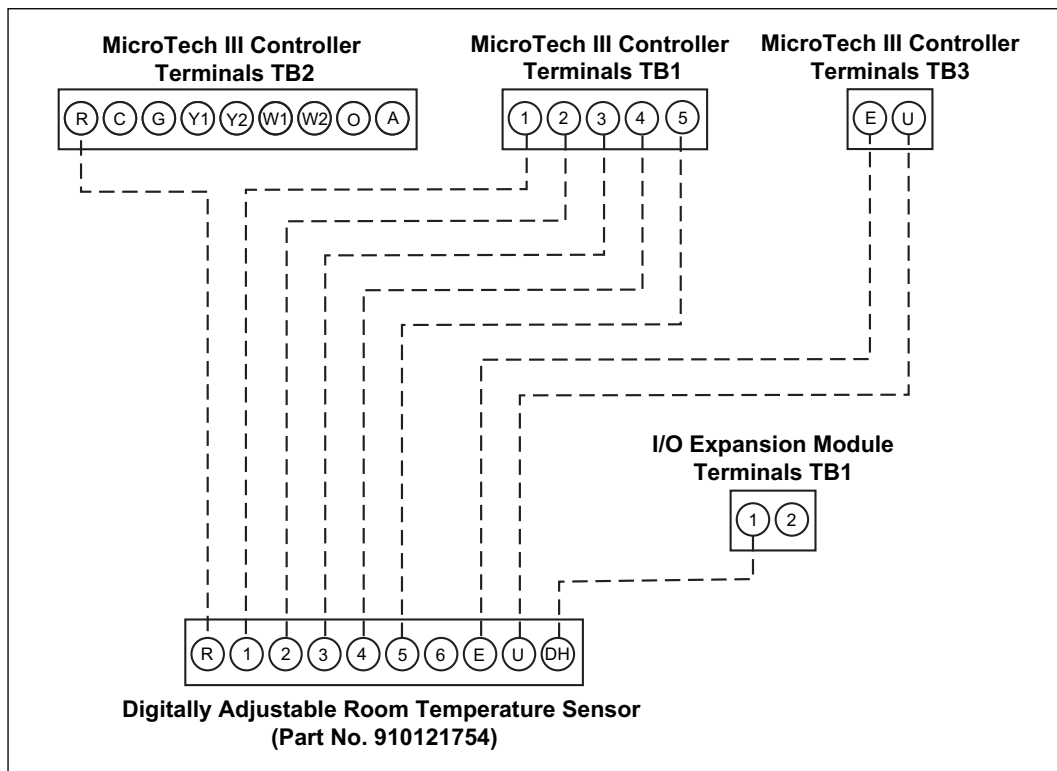 MicroTech III Controller
Terminals TB2
R C G Y1 Y2 W1 W2 O A
MicroTech III Controller
Terminals TB1
1 2 3 4 5
MicroTech III Controller
Terminals TB3
E U
I/O Expansion Module
Terminals TB1
1 2
R 1 2 3 4 5 6 E U DH
Digitally Adjustable Room Temperature Sensor
(Part No. 910121754)